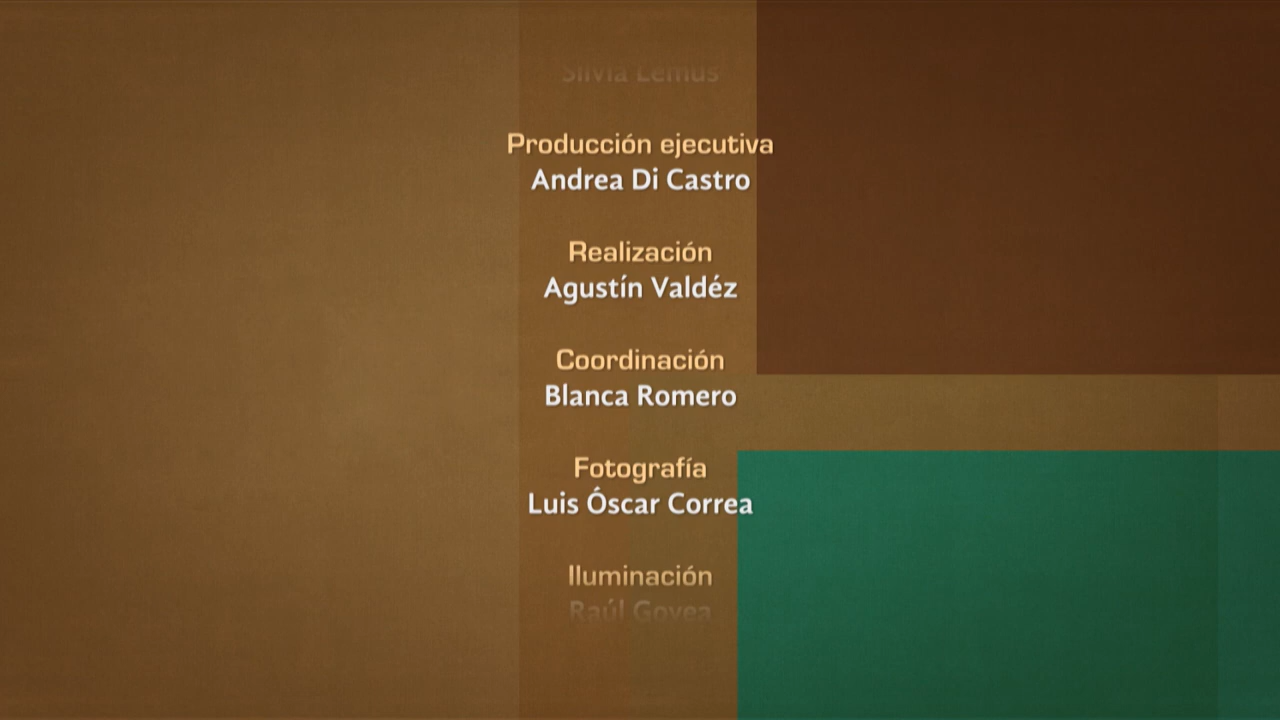 Silvia Lemus
Producción ejecutiva
Andrea Di Castro
Realización
Agustín Valdéz
Coordinación
Blanca Romero
Fotografía
Luis Óscar Correa
Iluminación
Raúl Govea